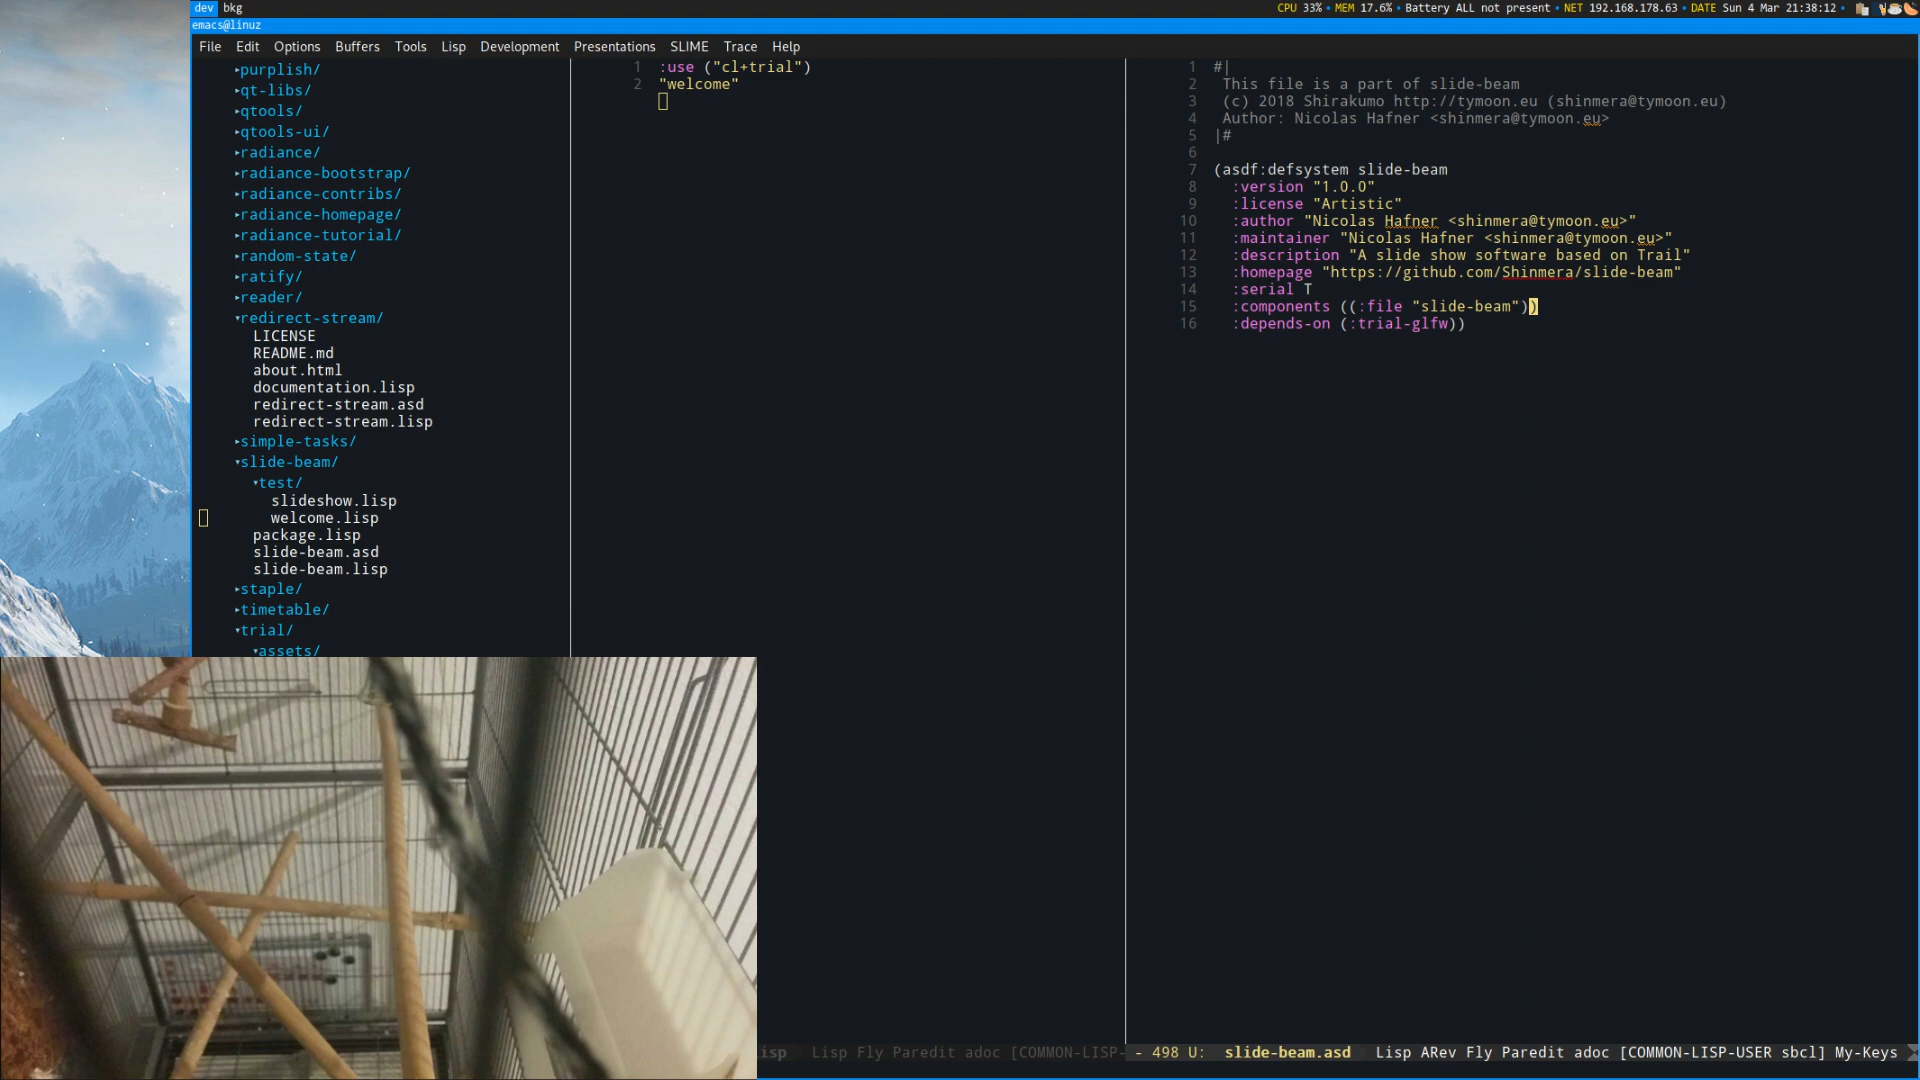 dev bkg
CPU 33% • MEM 17.6% • Battery ALL not present • NET 192.168.178.63 • DATE Sun 4 Mar 21:38:12 •
emacs@linuz
File Edit Options Buffers Tools Lisp Development Presentations SLIME Trace Help
▸purplish/
▸qt-libs/
▸qtools/
▸qtools-ui/
▸radiance/
▸radiance-bootstrap/
▸radiance-contribs/
▸radiance-homepage/
▸radiance-tutorial/
▸random-state/
▸ratify/
▸reader/
▾redirect-stream/
LICENSE
README.md
about.html
documentation.lisp
redirect-stream.asd
redirect-stream.lisp
▸simple-tasks/
▾slide-beam/
▾test/
slideshow.lisp
welcome.lisp
package.lisp
slide-beam.asd
slide-beam.lisp
▸staple/
▸timetable/
▾trial/
▾assets/
1 :use ("cl+trial")
2 "welcome"
1 #|
2 This file is a part of slide-beam
3 (c) 2018 Shirakumo http://tymoon.eu (shinmera@tymoon.eu)
4 Author: Nicolas Hafner <shinmera@tymoon.eu>
5 |#
6
7 (asdf:defsystem slide-beam
8 :version "1.0.0"
9 :license "Artistic"
10 :author "Nicolas Hafner <shinmera@tymoon.eu>"
11 :maintainer "Nicolas Hafner <shinmera@tymoon.eu>"
12 :description "A slide show software based on Trail"
13 :homepage "https://github.com/Shinmera/slide-beam"
14 :serial T
15 :components ((:file "slide-beam"))
16 :depends-on (:trial-glfw))
isp Lisp Fly Paredit adoc [COMMON-LISP-
- 498 U: slide-beam.asd Lisp ARev Fly Paredit adoc [COMMON-LISP-USER sbcl] My-Keys